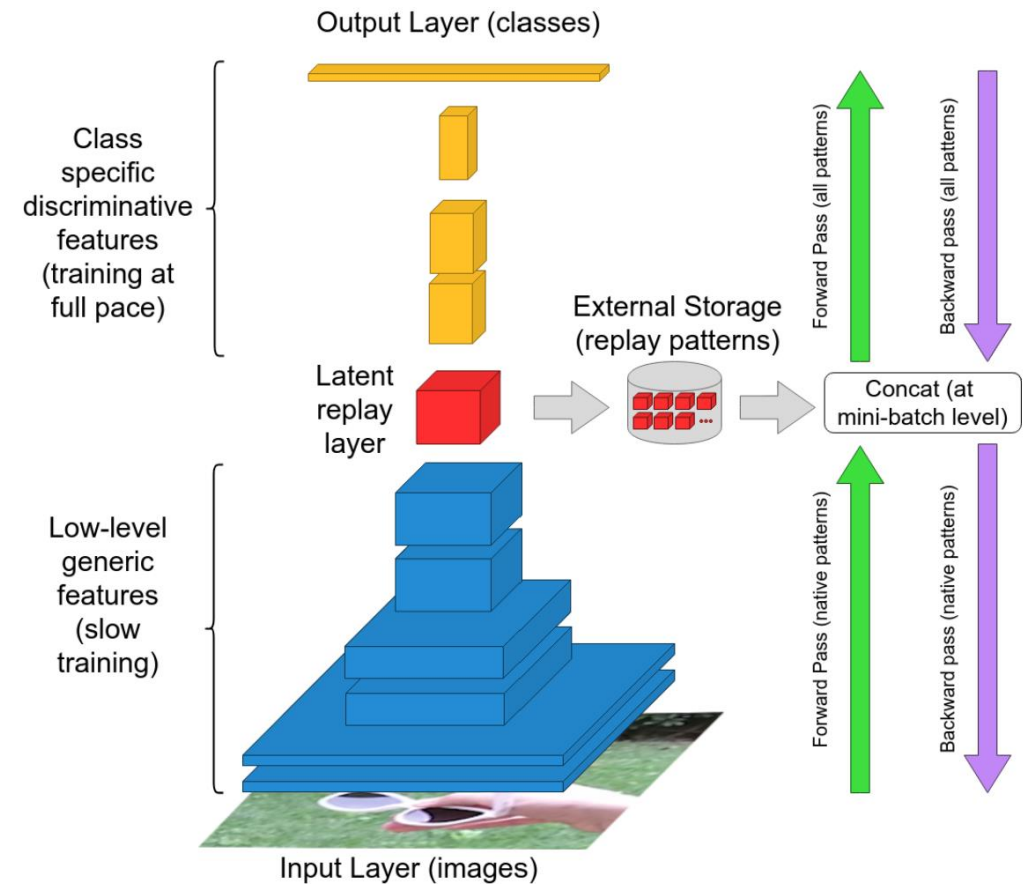 Output Layer (classes)
Class
specific
discriminative
features
(training at
full pace)
Forward Pass (all patterns)
Backward pass (all patterns)
External Storage
(replay patterns)
Latent
replay
layer
Concat (at
mini-batch level)
Low-level
generic
features
(slow
training)
Forward Pass (native patterns)
Backward pass (native patterns)
Input Layer (images)